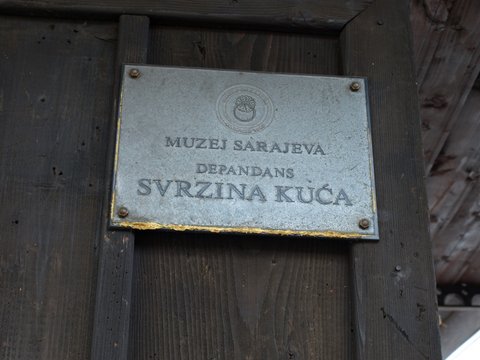 MUZEJ SARAJEVA
DEPANDANS
SVRZINA KUĆA